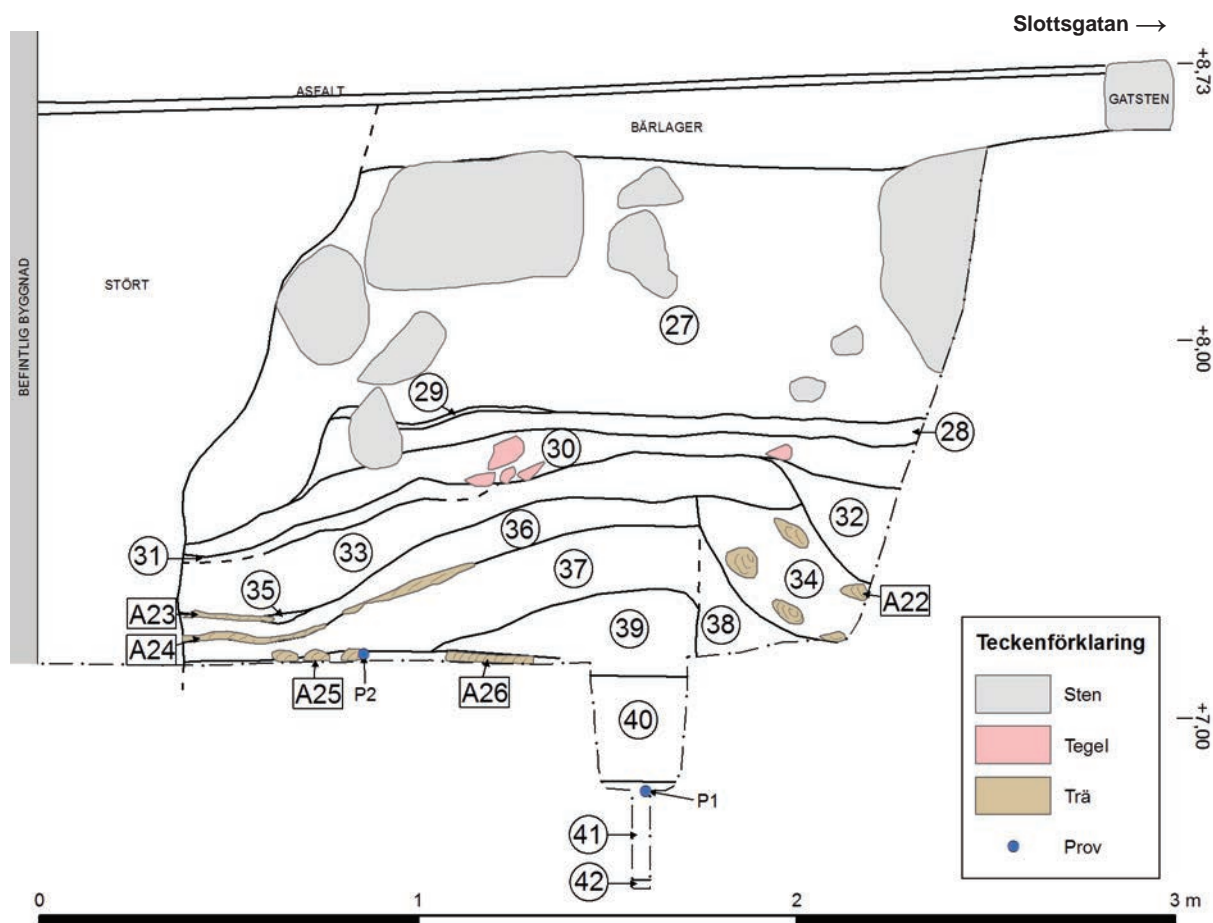 Slottsgatan →
+8,73
ASFALT
GATSTEN
BÄRLAGER
STÖRT
BEFINTLIG BYGGNAD
27
+8,00
29
28
30
32
31
33
36
37
34
35
A23
A22
A24
39
38
A25
P2
A26
40
+7,00
P1
41
42
Teckenförklaring
Sten
Tegel
Trä
Prov
0 1 2 3 m